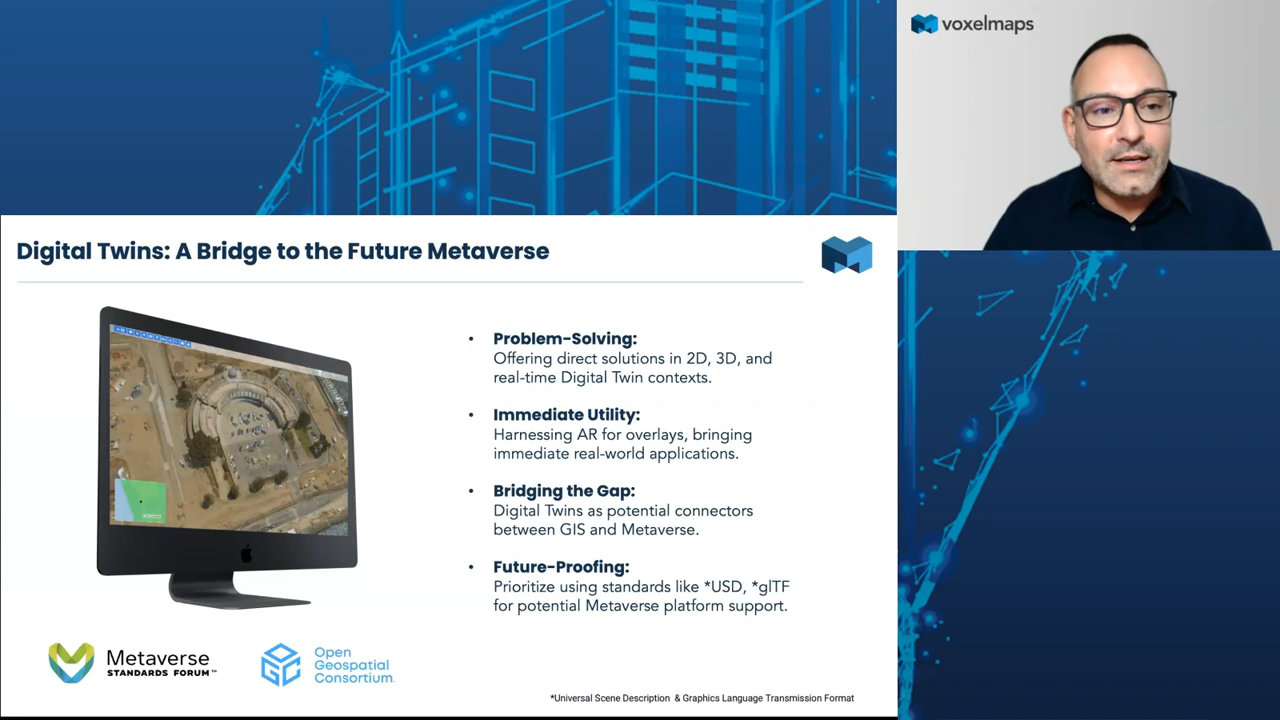 voxelmaps
Digital Twins: A Bridge to the Future Metaverse
• Problem-Solving:
Offering direct solutions in 2D, 3D, and
real-time Digital Twin contexts.
• Immediate Utility:
Harnessing AR for overlays, bringing
immediate real-world applications.
• Bridging the Gap:
Digital Twins as potential connectors
between GIS and Metaverse.
• Future-Proofing:
Prioritize using standards like *USD, *glTF
for potential Metaverse platform support.
Metaverse
STANDARDS FORUM™
OGC
Open
Geospatial
Consortium
*Universal Scene Description & Graphics Language Transmission Format